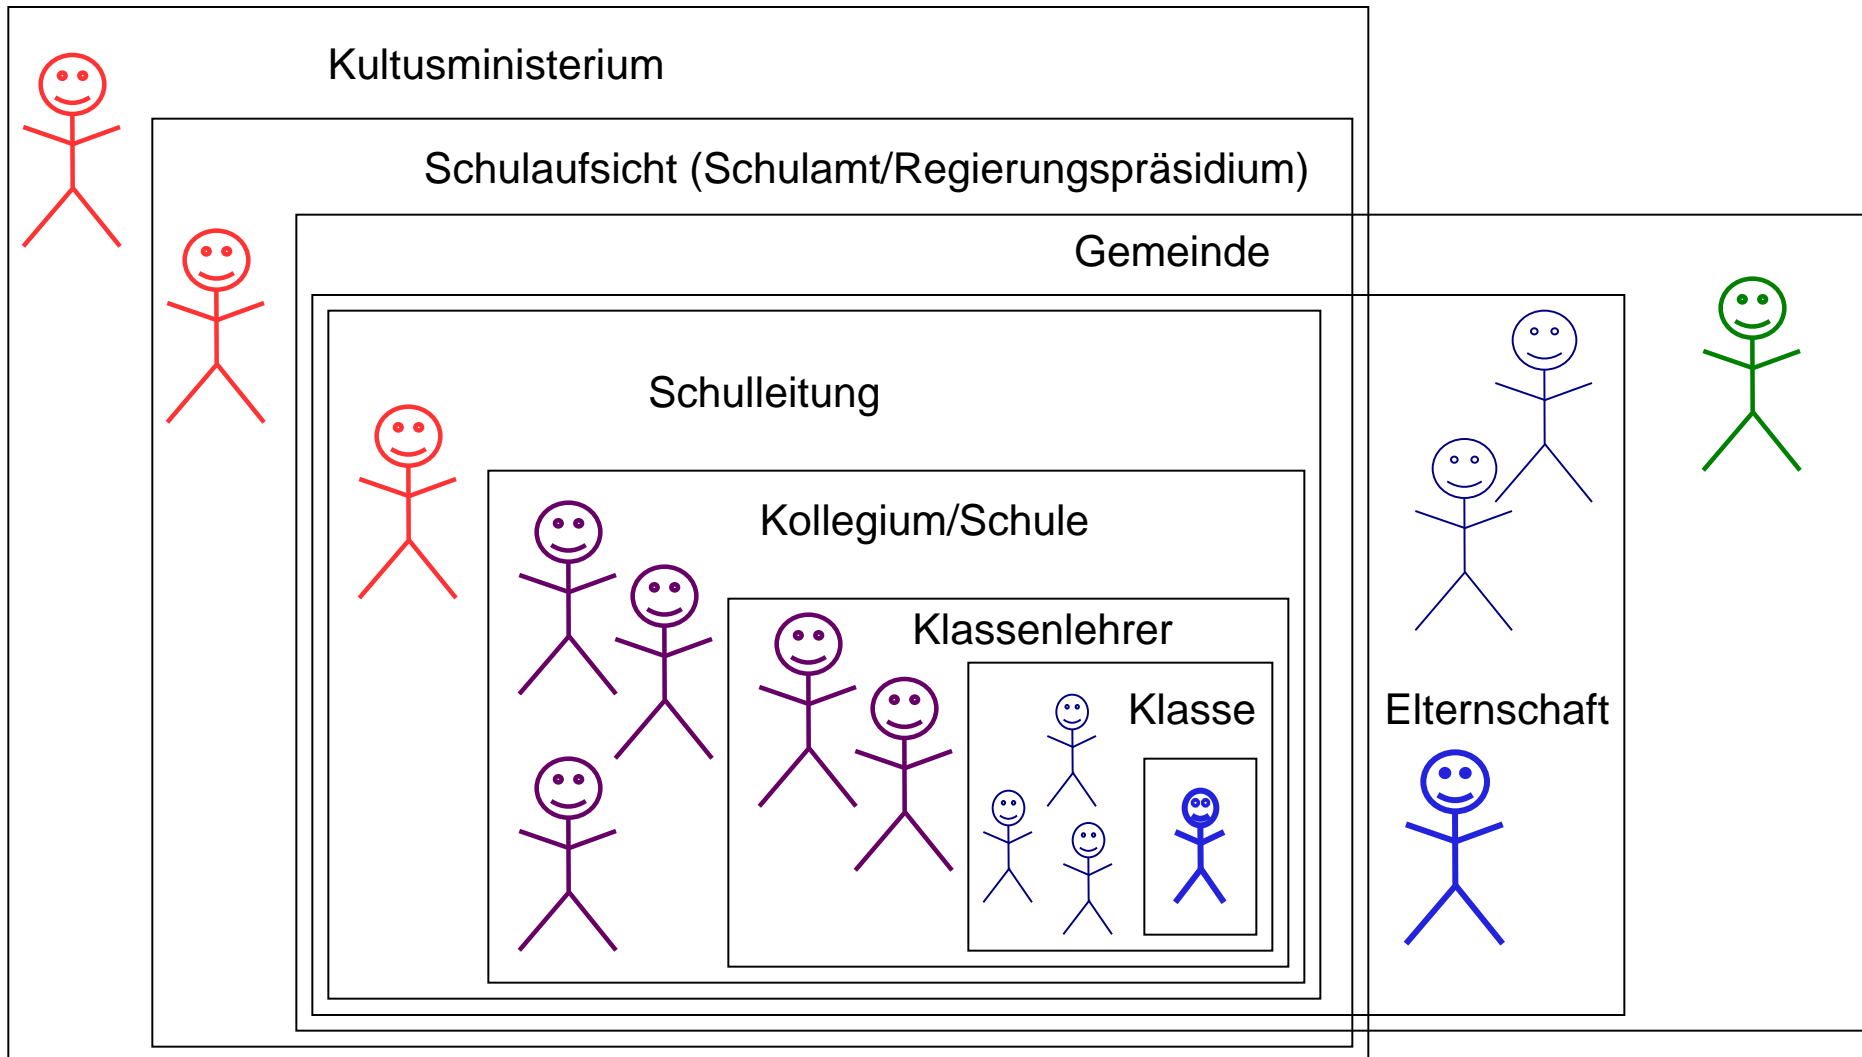 Kultusministerium
Schulaufsicht (Schulamt/Regierungspräsidium)
Gemeinde
Schulleitung
Kollegium/Schule
Klassenlehrer
Klasse
Elternschaft